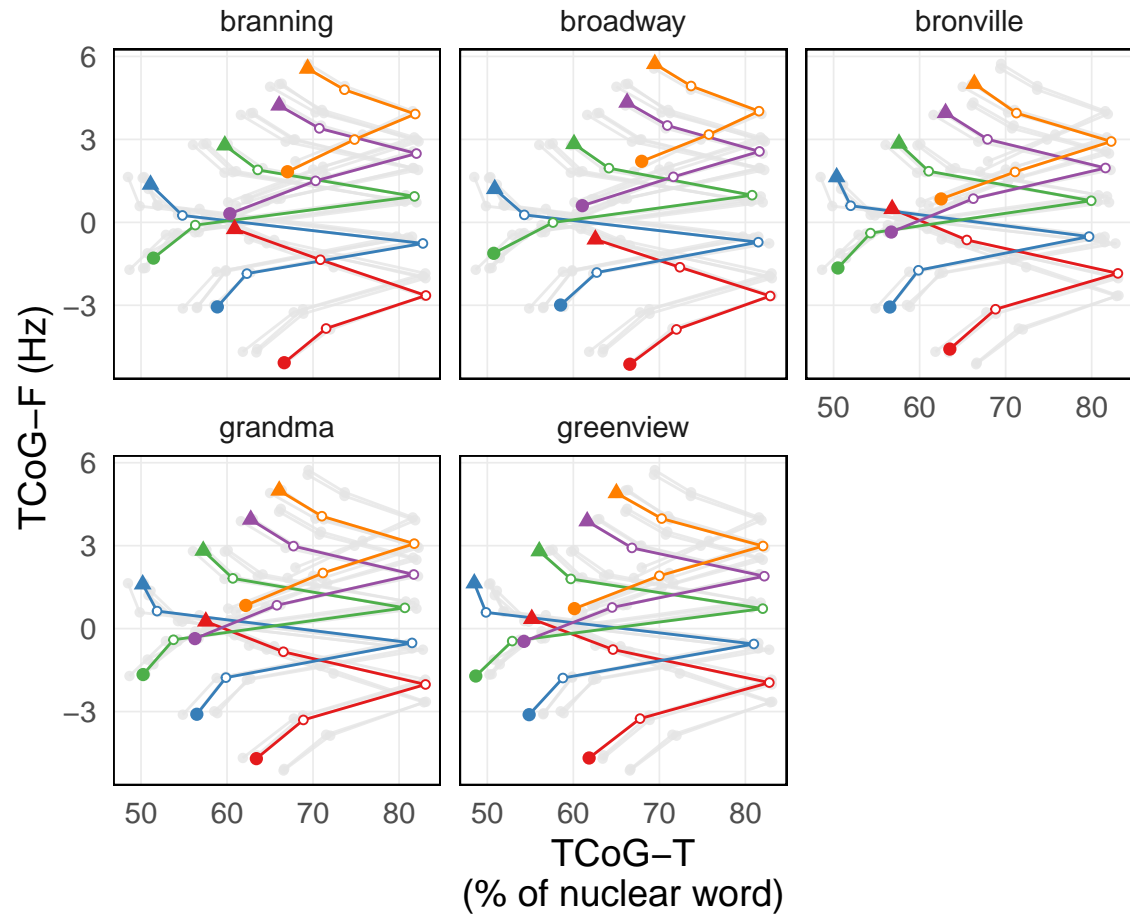 branning
broadway
bronville
6
3
0
−3
50
60
70
80
grandma
greenview
6
3
0
−3
50
60
70
80
50
60
70
80
TCoG−F (Hz)
TCoG−T
(% of nuclear word)